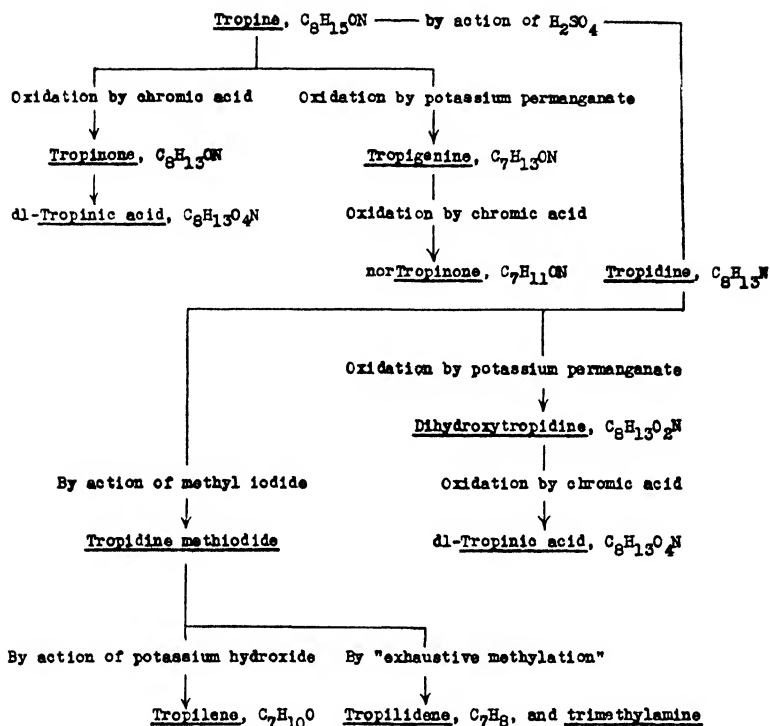 Tropine, C8H15ON — by action of H2SO4
Oxidation by chromic acid Oxidation by potassium permanganate
Tropinone, C8H13ON Tropigenine, C7H13ON
dl-Tropinic acid, C8H13O4N Oxidation by chromic acid
norTropinone, C7H11ON Tropidine, C8H13N
Oxidation by potassium permanganate
Dihydroxytropidine, C8H13O2N
By action of methyl iodide Oxidation by chromic acid
Tropidine methiodide dl-Tropinic acid, C8H13O4N
By action of potassium hydroxide By "exhaustive methylation"
Tropilene, C7H10O Tropilidene, C7H8, and trimethylamine